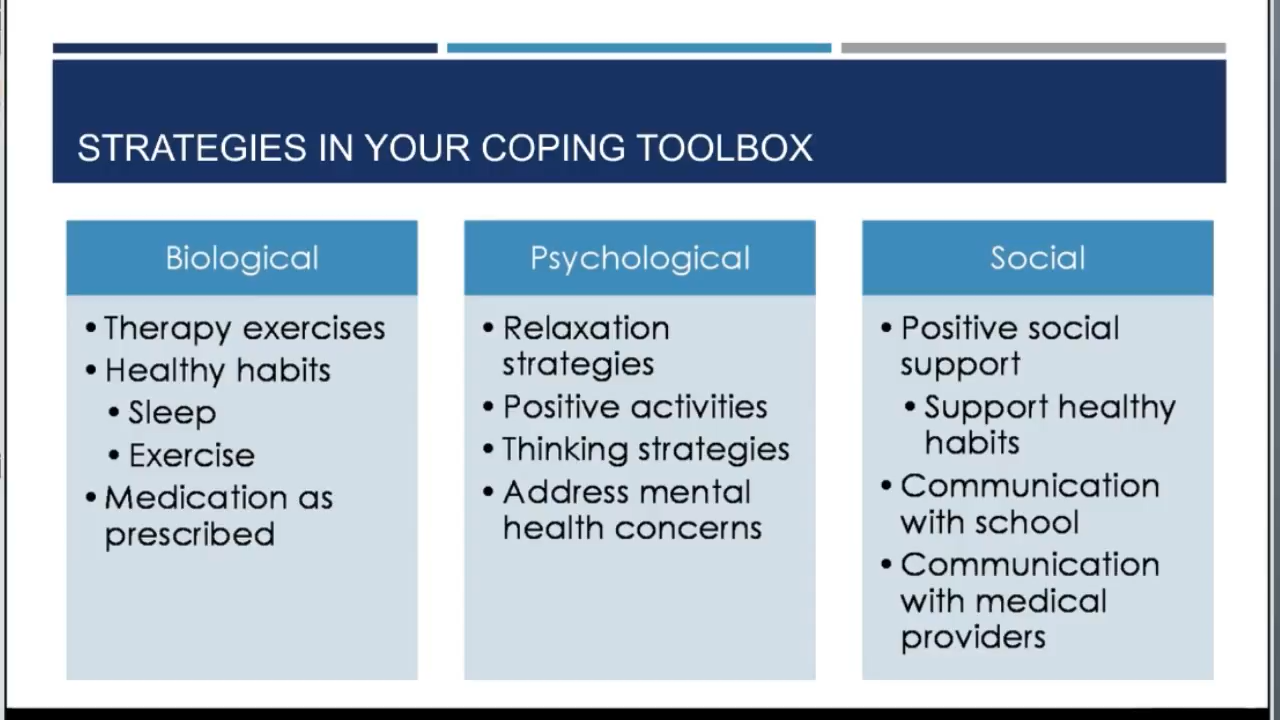 STRATEGIES IN YOUR COPING TOOLBOX
Biological
• Therapy exercises
• Healthy habits
• Sleep
• Exercise
• Medication as
prescribed
Psychological
• Relaxation
strategies
• Positive activities
• Thinking strategies
• Address mental
health concerns
Social
• Positive social
support
• Support healthy
habits
• Communication
with school
• Communication
with medical
providers